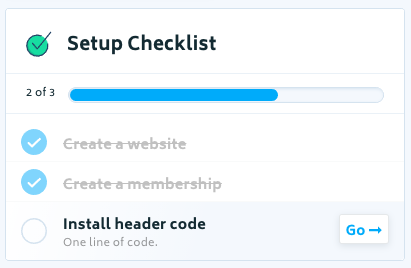 Setup Checklist
2 of 3
Create a website
Create a membership
Install header code
One line of code.
Go →